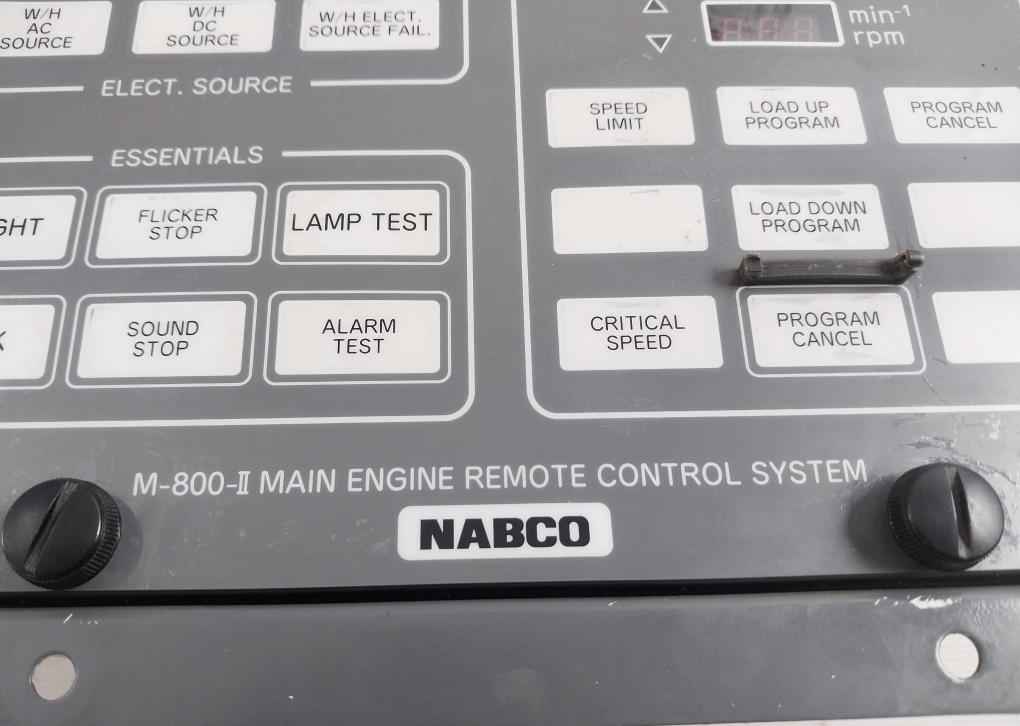 W/H
AC
SOURCE
W/H
DC
SOURCE
W/H ELECT.
SOURCE FAIL.
ELECT. SOURCE
ESSENTIALS
GHT
FLICKER
STOP
LAMP TEST
K
SOUND
STOP
ALARM
TEST
min-¹
rpm
SPEED
LIMIT
LOAD UP
PROGRAM
PROGRAM
CANCEL
LOAD DOWN
PROGRAM
CRITICAL
SPEED
PROGRAM
CANCEL
M-800-II MAIN ENGINE REMOTE CONTROL SYSTEM
NABCO